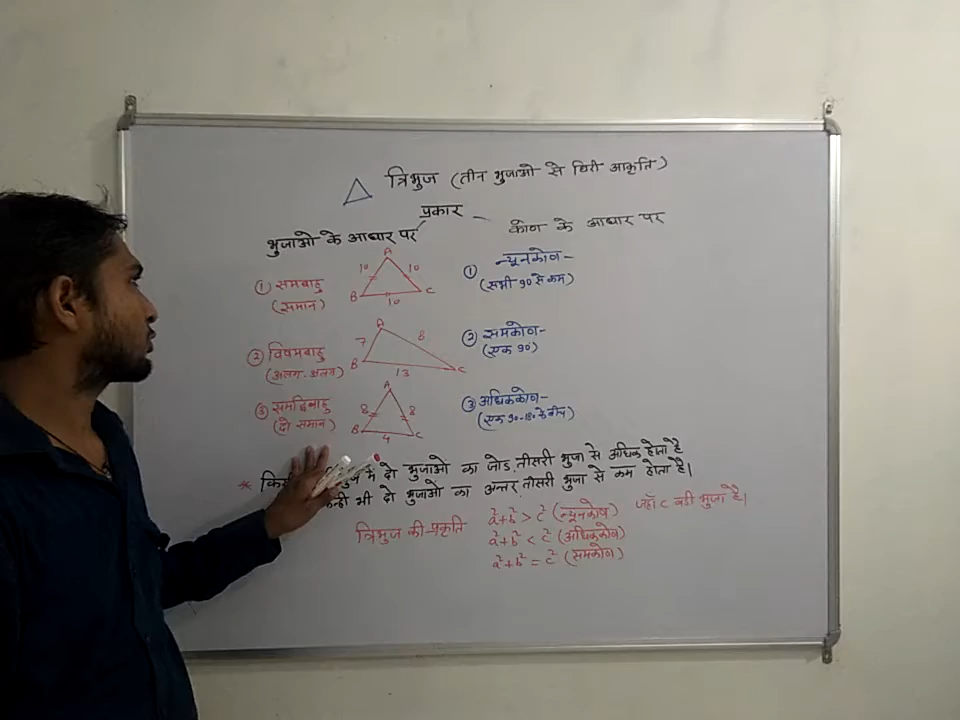 △ त्रिभुज (तीन भुजाओ से घिरी आकृति)
प्रकार
भुजाओ के आधार पर
① समबाहु
(समान)
A
10 10
B C
10
② विषमबाहु
(अलग-अलग)
A
7 8
B C
13
③ समद्विबाहु
(दो समान)
A
8 8
B C
4
कोण के आधार पर
① न्यूनकोण-
(सभी 90 से कम)
② समकोण-
(एक 90°)
③ अधिककोण-
(एक 90-180 के बीच)
* में दो भुजाओ का जोड, तीसरी भुजा से अधिक होता है
भी दो भुजाओ का अन्तर, तीसरी भुजा से कम होता है।
त्रिभुज की प्रकृति
a²+b² > c² (न्यूनकोण) जहाँ c बडी भुजा है।
a²+b² < c² (अधिककोण)
a²+b² = c² (समकोण)